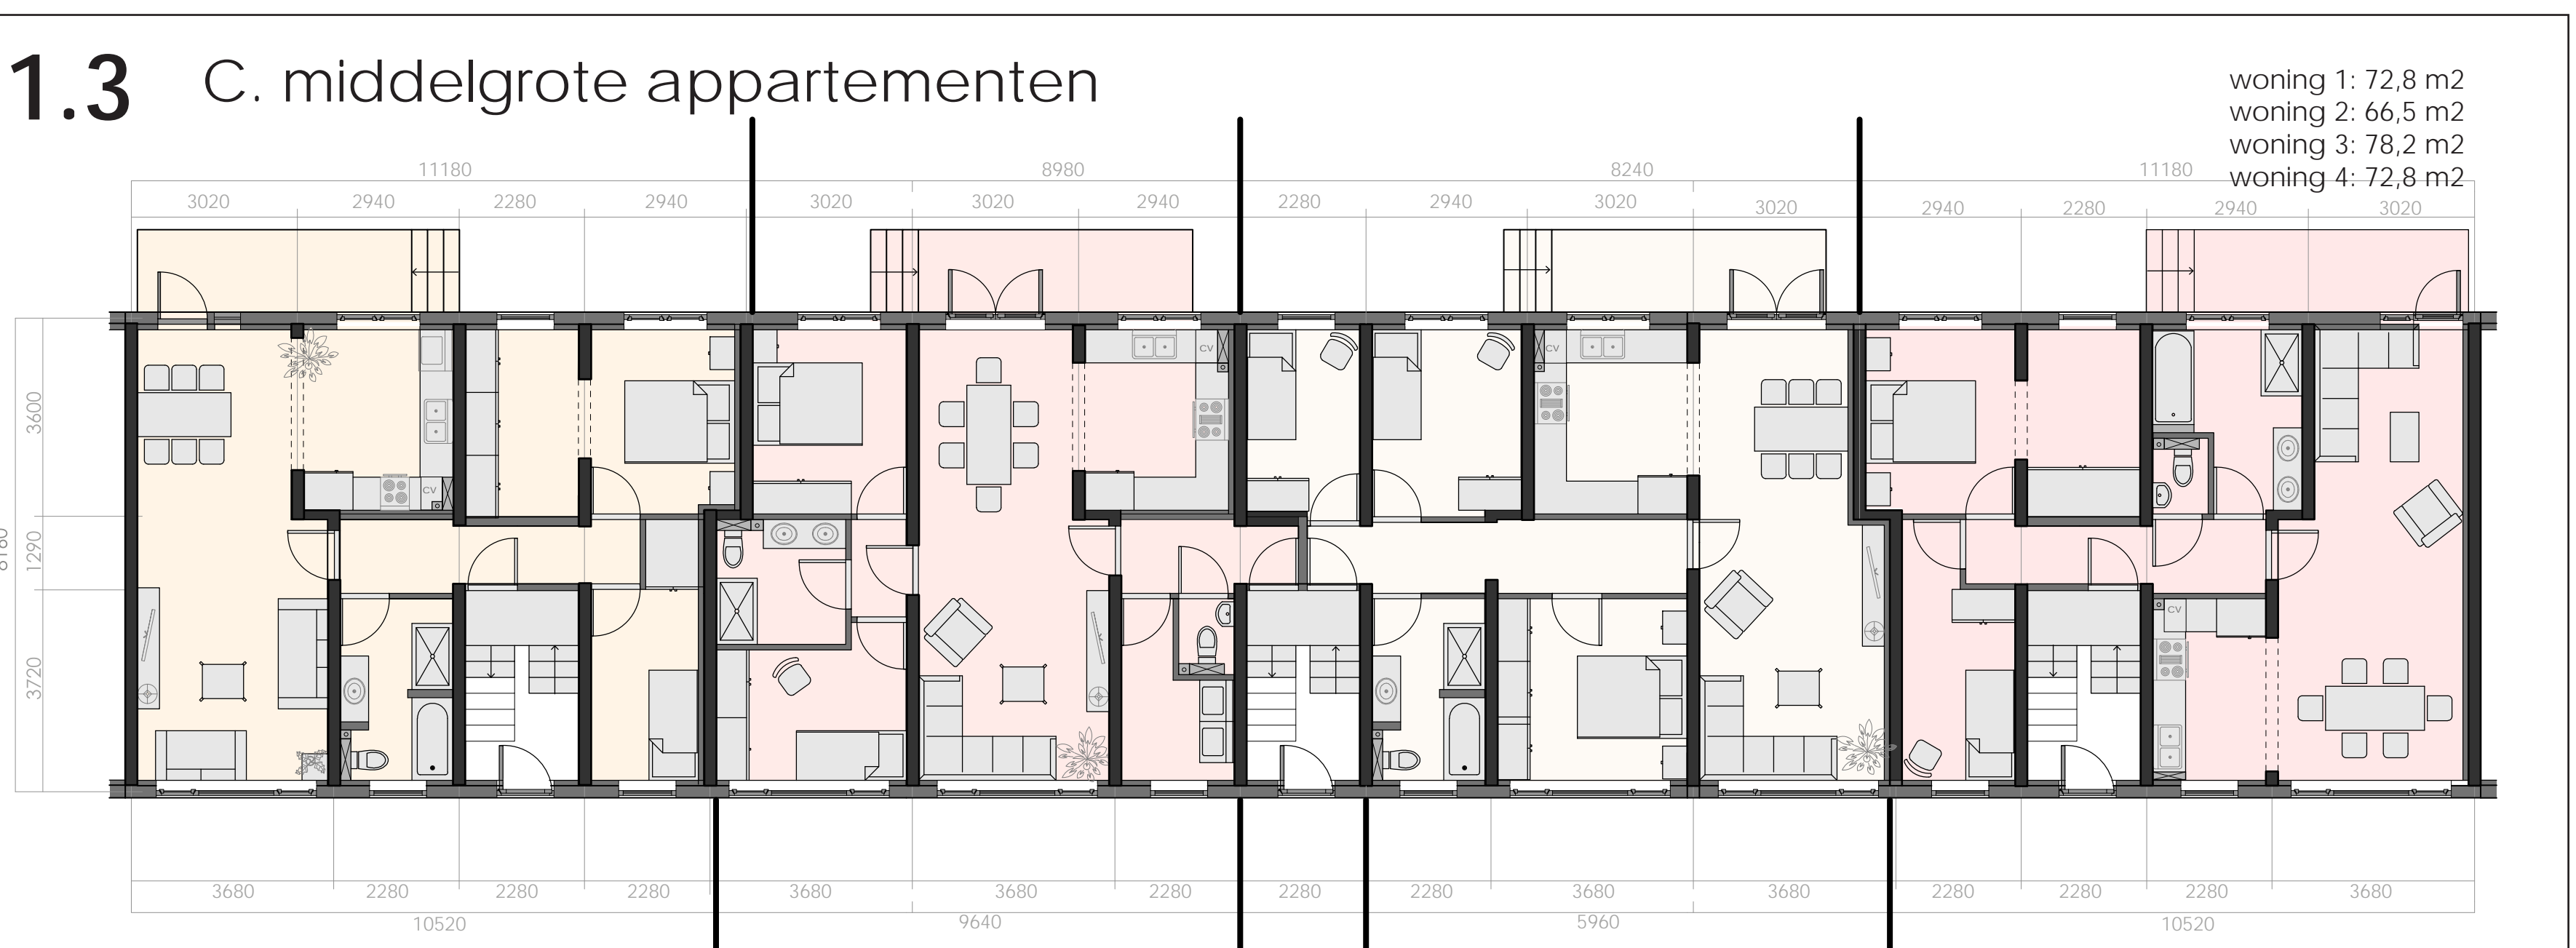 1.3 C. middelgrote appartementen
woning 1: 72,8 m2
woning 2: 66,5 m2
woning 3: 78,2 m2
woning 4: 72,8 m2
11180 8980 8240 11180
3020 2940 2280 2940 3020 3020 2940 2280 2940 3020 3020 2940 2280 2940 3020
CV CV
CV
3600
1290
3720
CV
3680 2280 2280 2280 3680 3680 2280 2280 2280 3680 3680 2280 2280 2280 3680
10520 9640 5960 10520